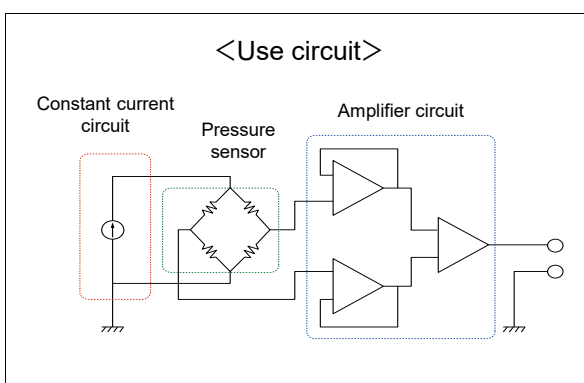 ＜Use circuit＞
Constant current
circuit
Pressure
sensor
Amplifier circuit